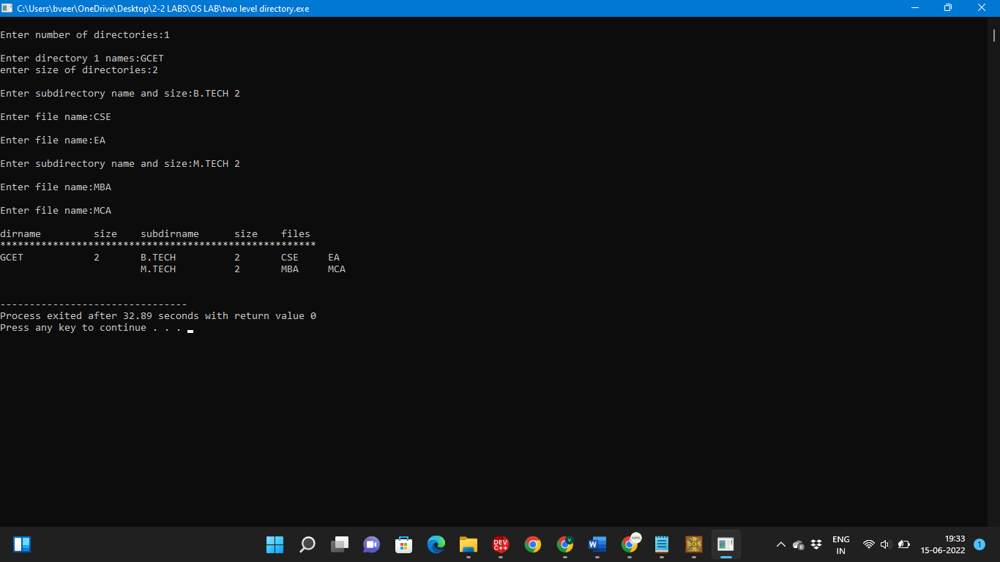 C:\Users\bveer\OneDrive\Desktop\2-2 LABS\OS LAB\two level directory.exe
Enter number of directories:1
Enter directory 1 names:GCET
enter size of directories:2
Enter subdirectory name and size:B.TECH 2
Enter file name:CSE
Enter file name:EA
Enter subdirectory name and size:M.TECH 2
Enter file name:MBA
Enter file name:MCA
dirname size subdirname size files
******************************************************
GCET 2 B.TECH 2 CSE EA
M.TECH 2 MBA MCA
--------------------------------
Process exited after 32.89 seconds with return value 0
Press any key to continue . . .
DEV C++
V
W
AIML
DOS
ENG
IN
19:33
15-06-2022
1